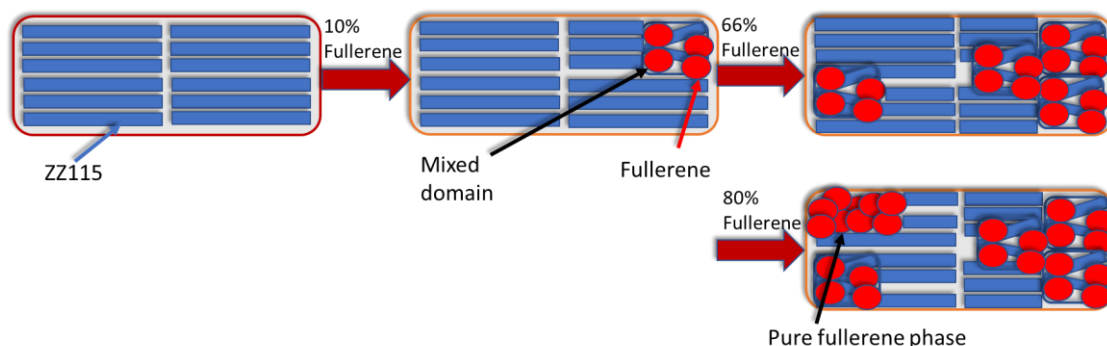 10%
Fullerene
66%
Fullerene
ZZ115
Mixed
domain
Fullerene
80%
Fullerene
Pure fullerene phase